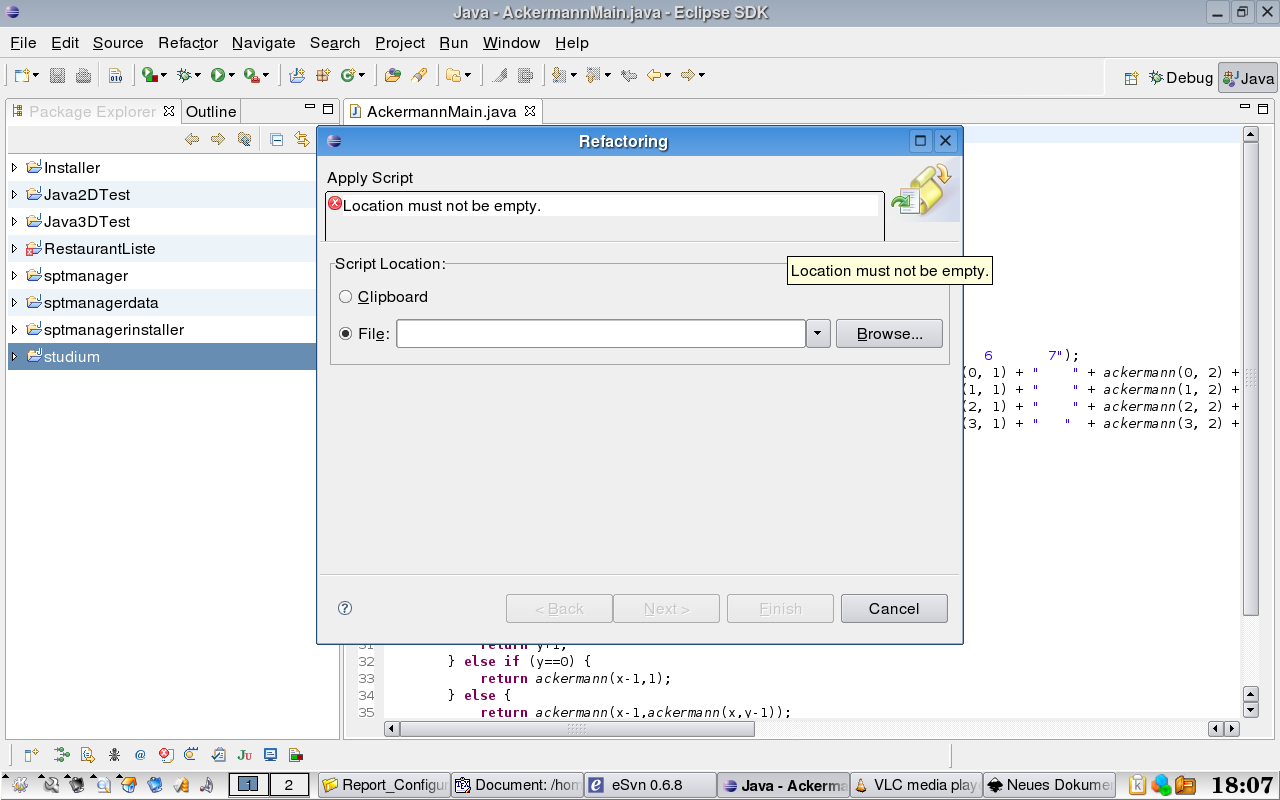 Java - AckermannMain.java - Eclipse SDK
File Edit Source Refactor Navigate Search Project Run Window Help
Debug Java
Package Explorer Outline AckermannMain.java
Refactoring
Apply Script
Location must not be empty.
Script Location:
Location must not be empty.
Clipboard
File: Browse...
< Back Next > Finish Cancel
Installer
Java2DTest
Java3DTest
RestaurantListe
sptmanager
sptmanagerdata
sptmanagerinstaller
studium
6 7");
(0, 1) + " " + ackermann(0, 2) +
(1, 1) + " " + ackermann(1, 2) +
(2, 1) + " " + ackermann(2, 2) +
(3, 1) + " " + ackermann(3, 2) +
31 return y+1;
32 } else if (y==0) {
33 return ackermann(x-1,1);
34 } else {
35 return ackermann(x-1,ackermann(x,y-1));
1 2 Report_Configu Document: /hom eSvn 0.6.8 Java - Ackerma VLC media play Neues Dokume 18:07